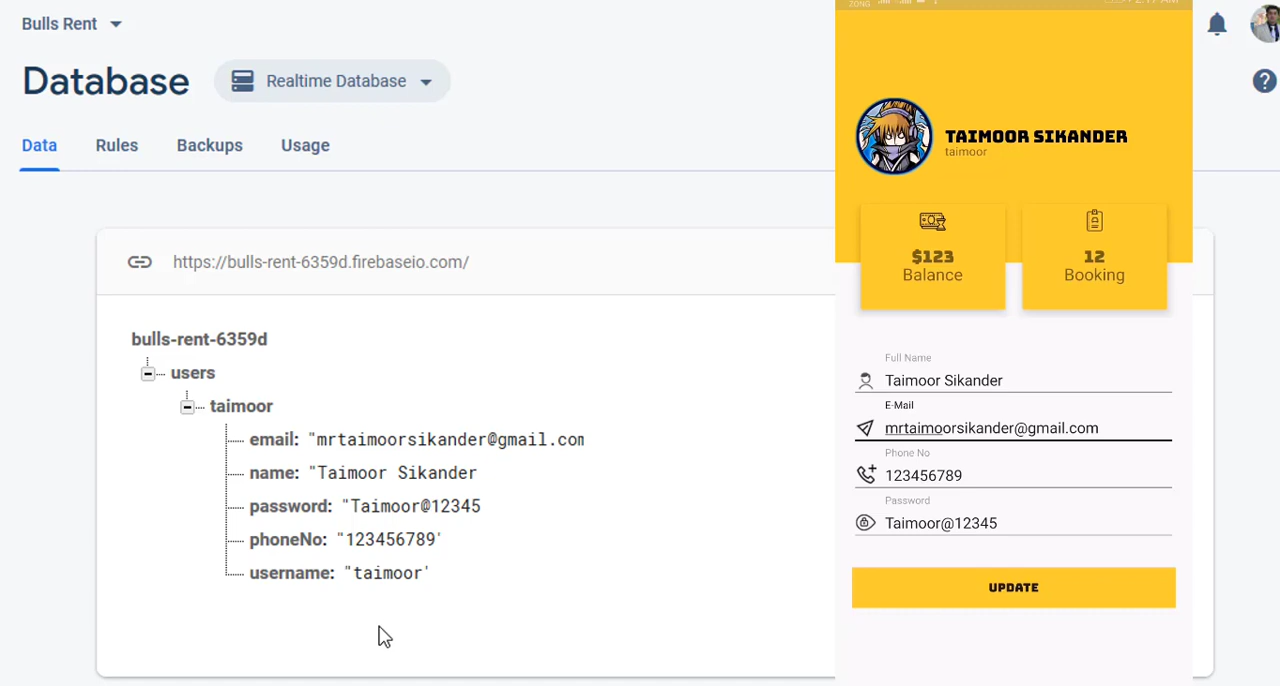 Bulls Rent
Database
Realtime Database
Data
Rules
Backups
Usage
https://bulls-rent-6359d.firebaseio.com/
bulls-rent-6359d
users
taimoor
email: "mrtaimoorsikander@gmail.com
name: "Taimoor Sikander
password: "Taimoor@12345
phoneNo: "123456789'
username: "taimoor'
ZONG
TAIMOOR SIKANDER
taimoor
$123
Balance
12
Booking
Full Name
Taimoor Sikander
E-Mail
mrtaimoorsikander@gmail.com
Phone No
123456789
Password
Taimoor@12345
UPDATE